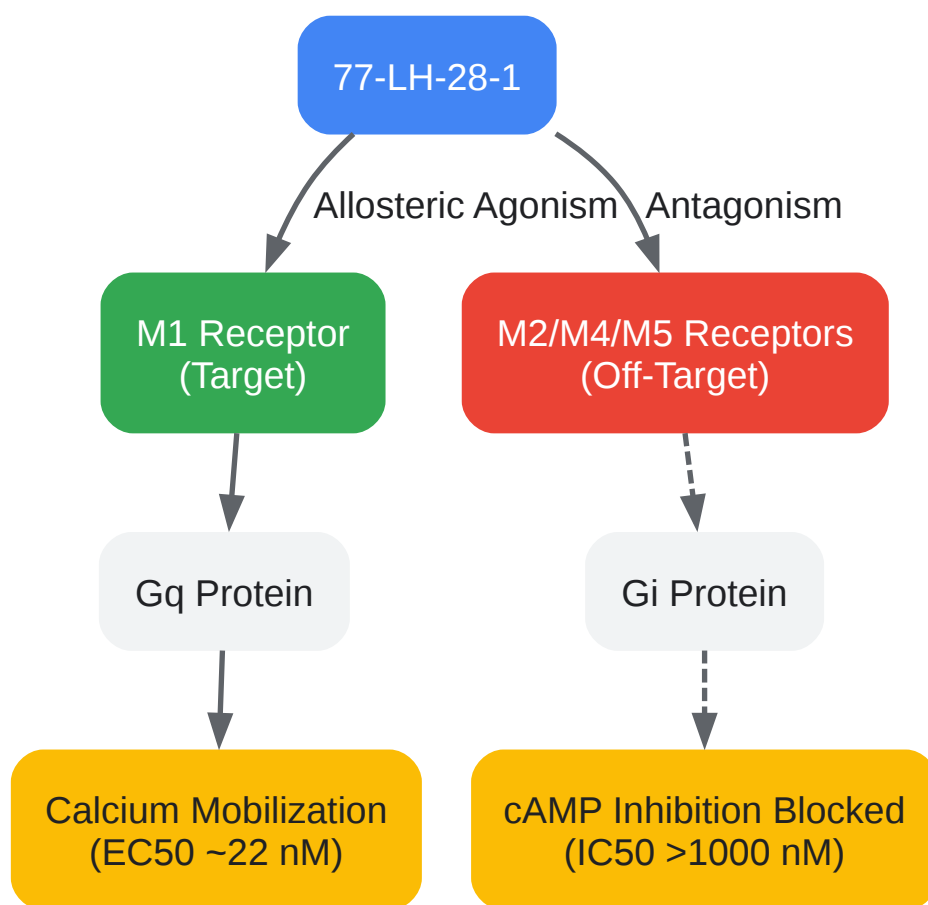 77-LH-28-1
Allosteric Agonism
Antagonism
M1 Receptor
(Target)
M2/M4/M5 Receptors
(Off-Target)
Gq Protein
Gi Protein
Calcium Mobilization
(EC50 ~22 nM)
cAMP Inhibition Blocked
(IC50 >1000 nM)